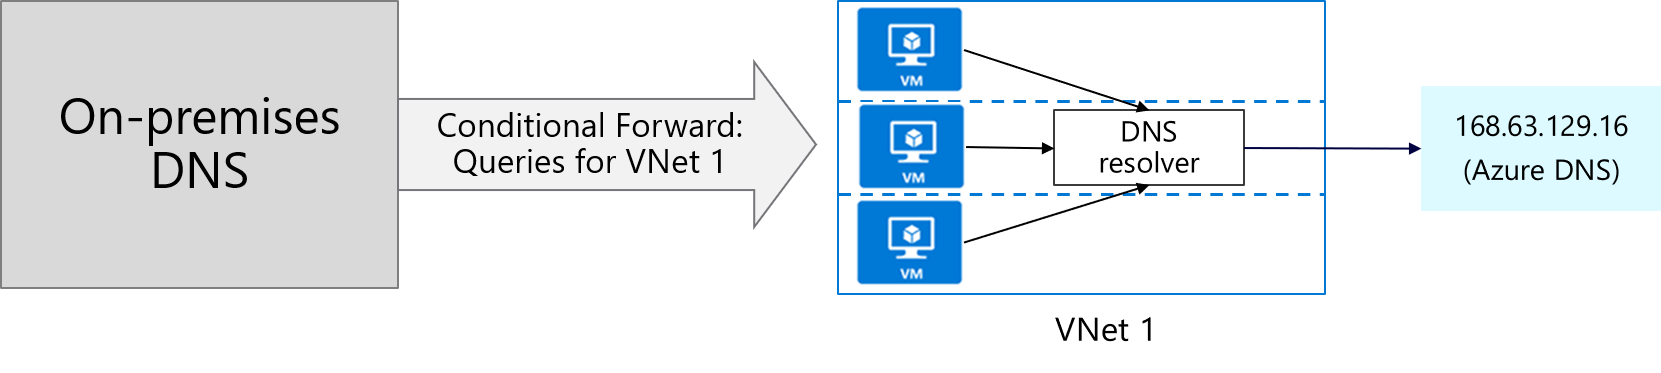 On-premises
DNS
Conditional Forward:
Queries for VNet 1
VM
VM
VM
DNS
resolver
168.63.129.16
(Azure DNS)
VNet 1